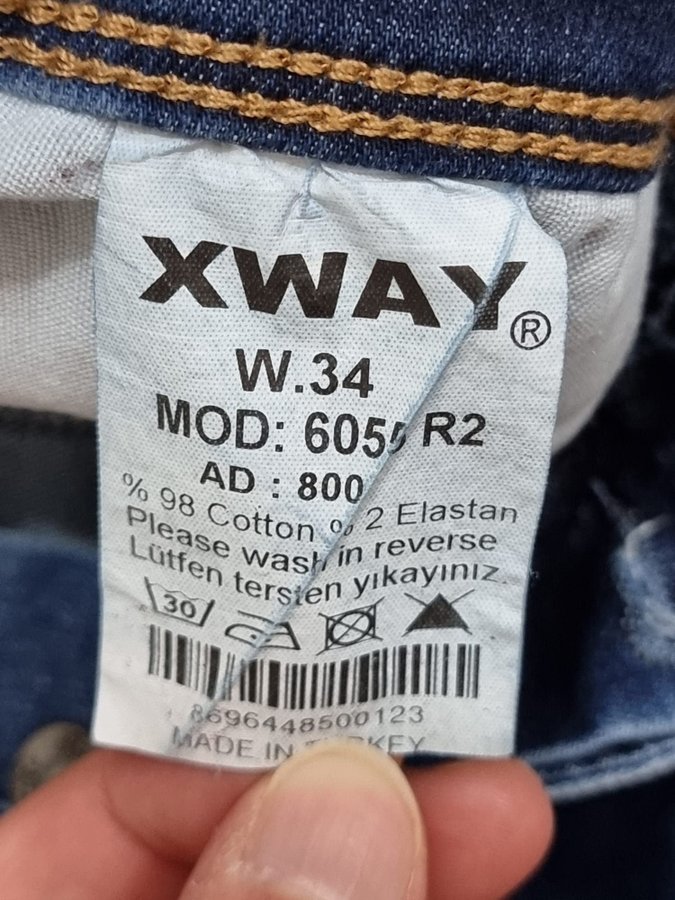 XWAY®
W.34
MOD: 6055 R2
AD : 800
% 98 Cotton % 2 Elastan
Please wash in reverse
Lütfen tersten yıkayınız.
30
8696448500123
MADE IN TURKEY